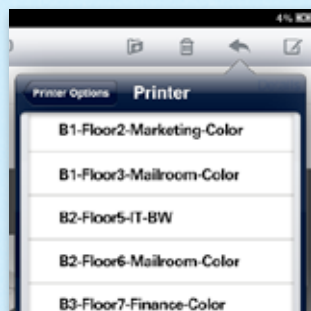 4%
Printer Options Printer
B1-Floor2-Marketing-Color
B1-Floor3-Mailroom-Color
B2-Floor5-IT-BW
B2-Floor6-Mailroom-Color
B3-Floor7-Finance-Color